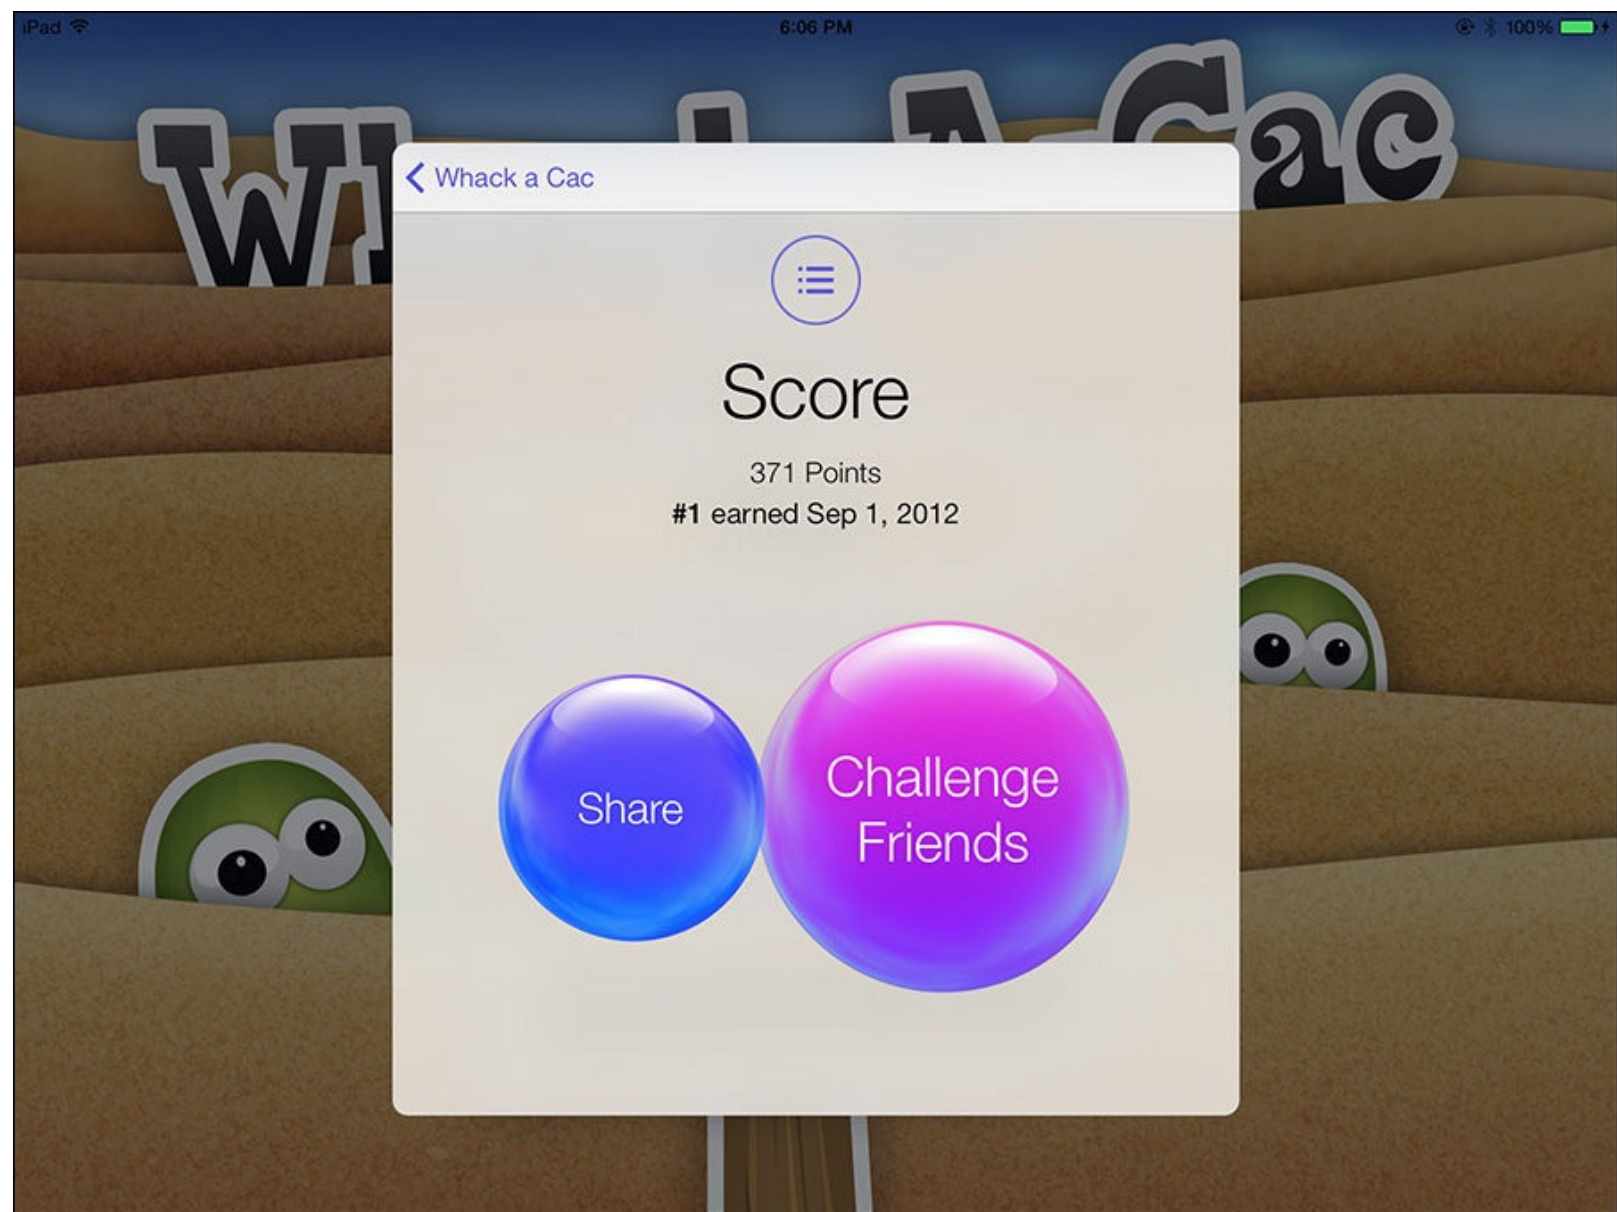 iPad 6:06 PM 100%
Whack a Cac
Score
371 Points
#1 earned Sep 1, 2012
Share
Challenge
Friends